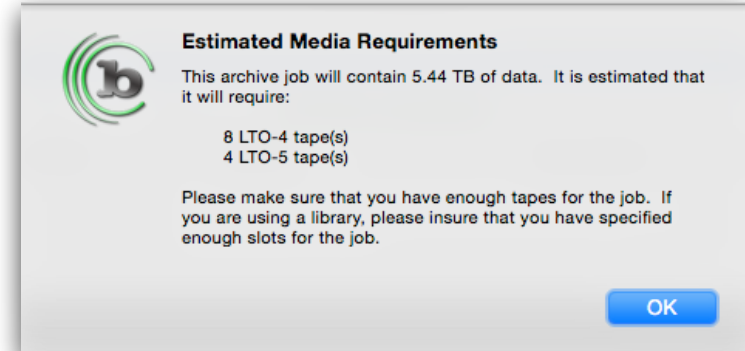 Estimated Media Requirements
This archive job will contain 5.44 TB of data. It is estimated that
it will require:
8 LTO-4 tape(s)
4 LTO-5 tape(s)
Please make sure that you have enough tapes for the job. If
you are using a library, please insure that you have specified
enough slots for the job.
OK
b